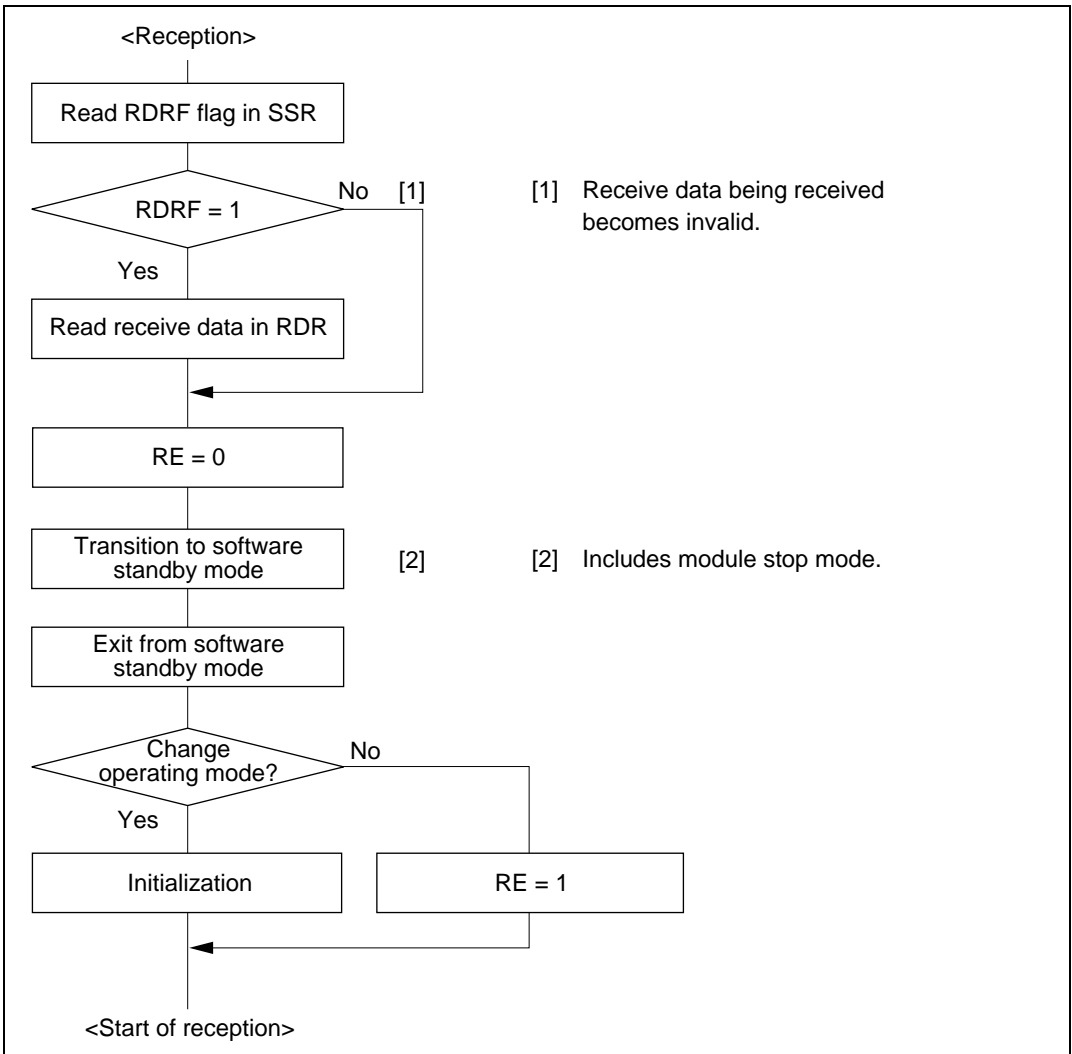 <Reception>
Read RDRF flag in SSR
No [1]
RDRF = 1
[1] Receive data being received
becomes invalid.
Yes
Read receive data in RDR
RE = 0
Transition to software
standby mode
[2]
[2] Includes module stop mode.
Exit from software
standby mode
Change
operating mode?
No
Yes
Initialization
RE = 1
<Start of reception>